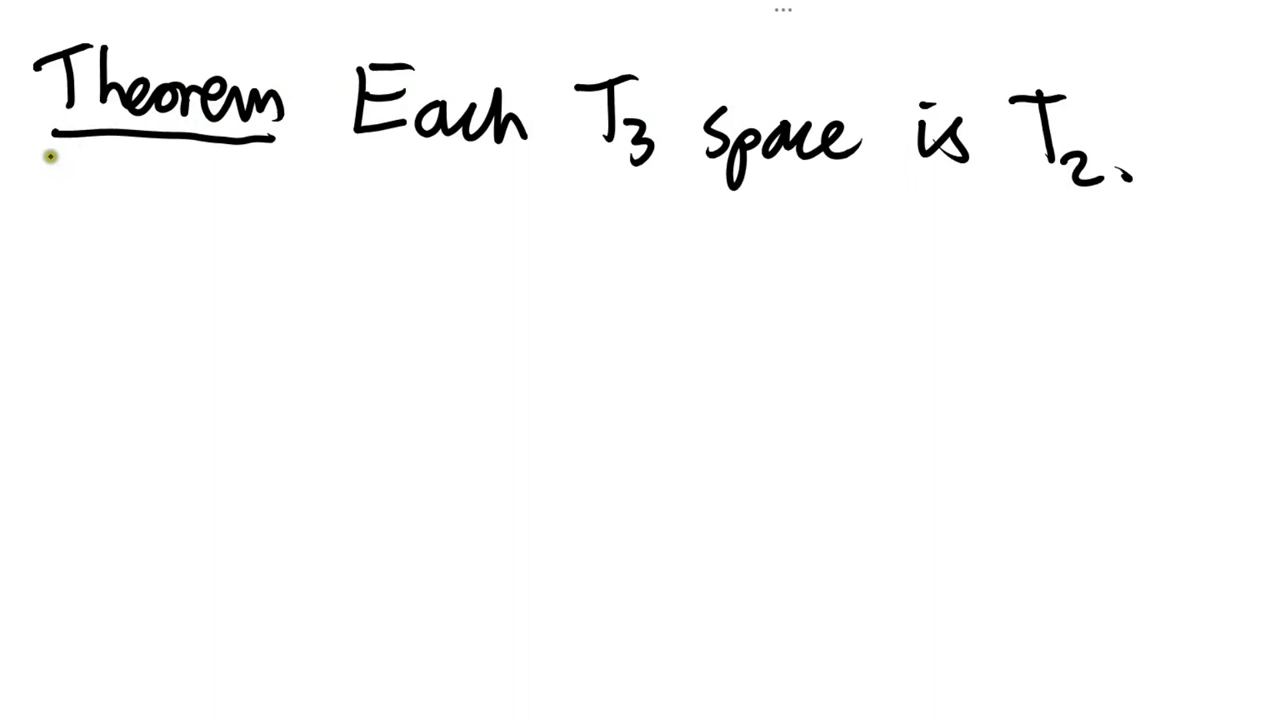 Theorem Each T₃ space is T₂.